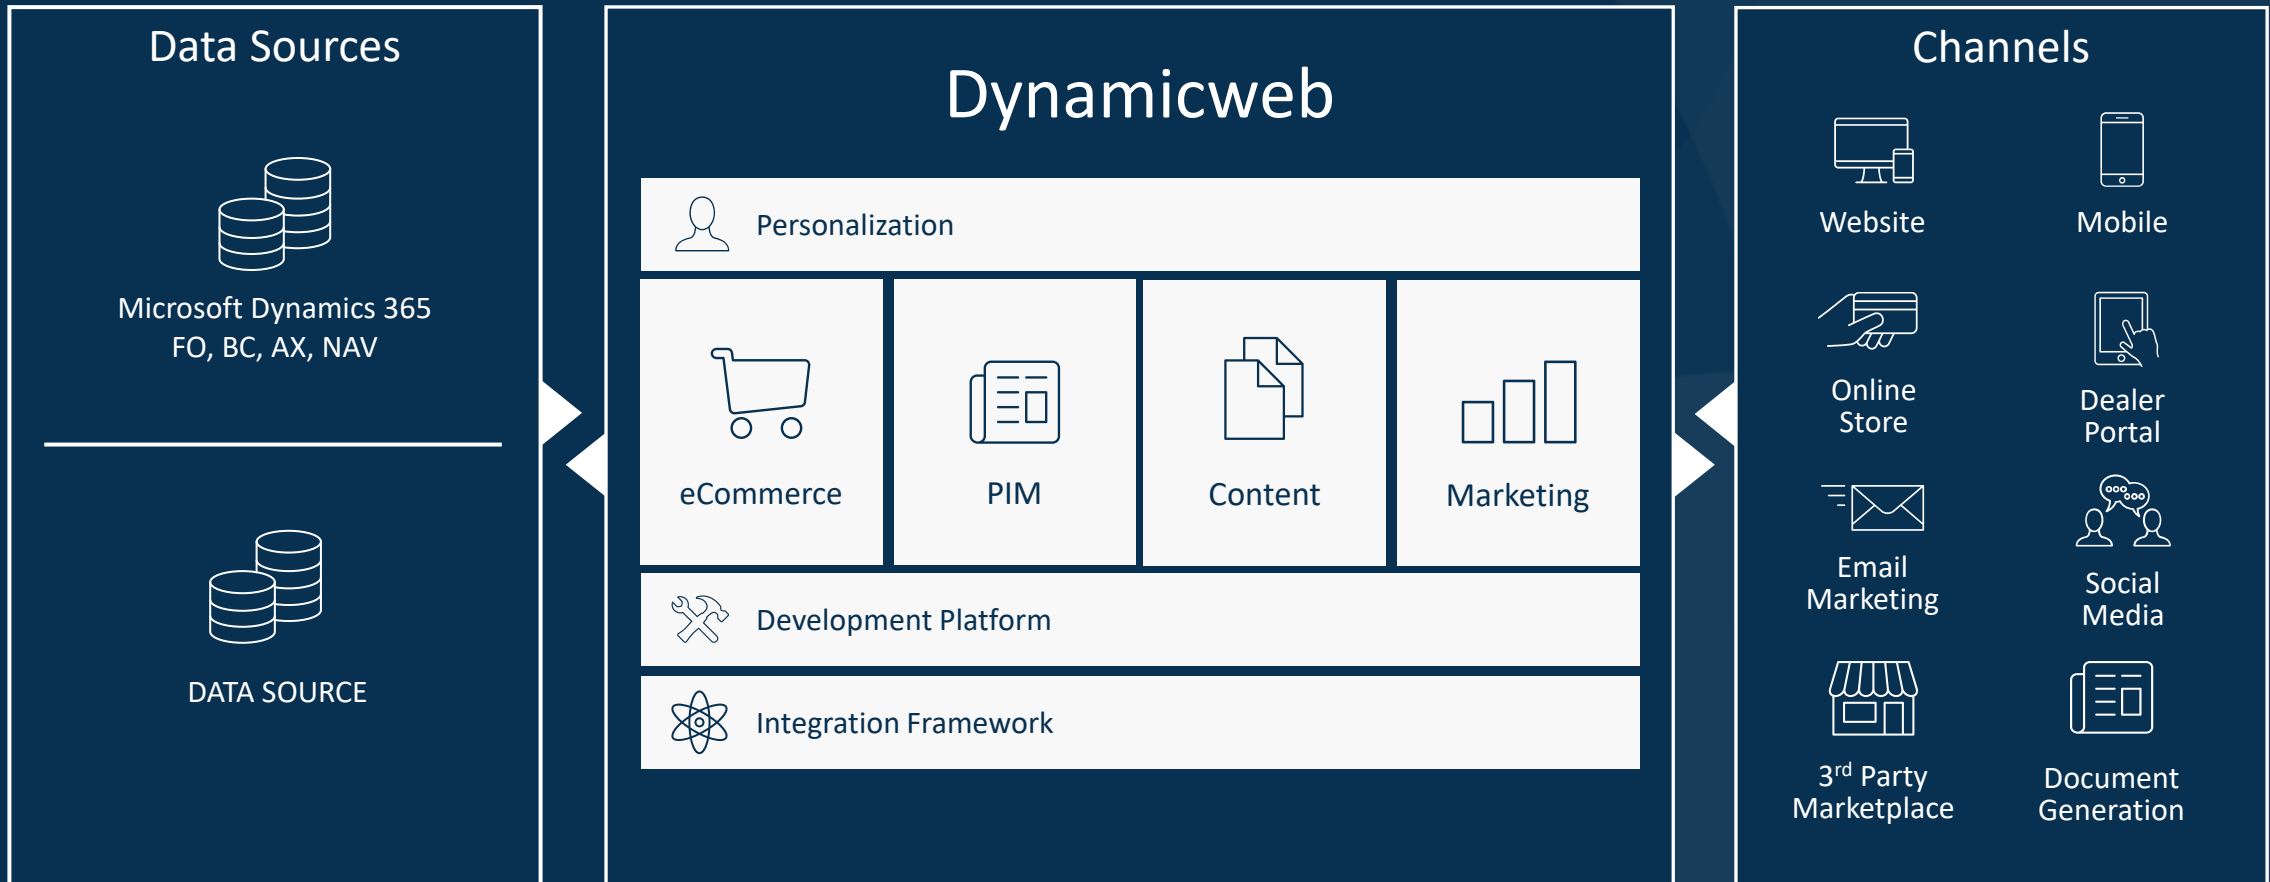 Data Sources
Microsoft Dynamics 365
FO, BC, AX, NAV
DATA SOURCE
Dynamicweb
Personalization
eCommerce
PIM
Content
Marketing
Development Platform
Integration Framework
Channels
Website
Mobile
Online
Store
Dealer
Portal
Email
Marketing
Social
Media
3rd Party
Marketplace
Document
Generation